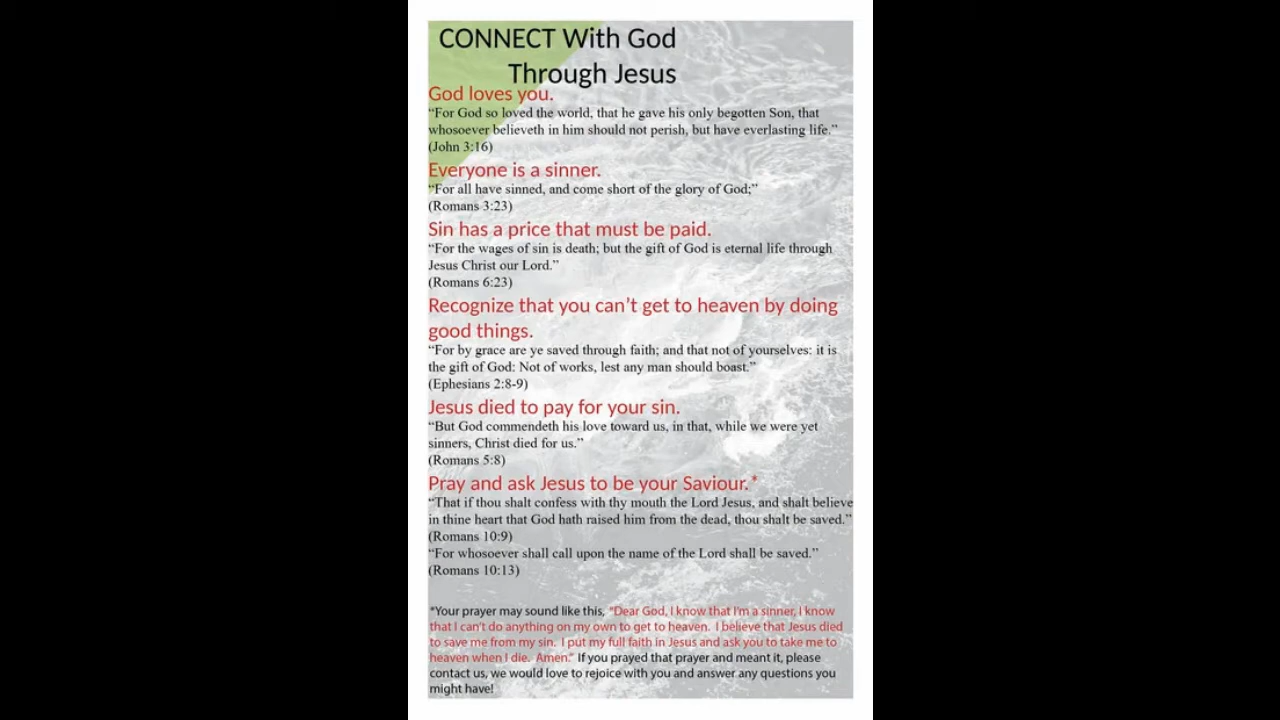 CONNECT With God
Through Jesus
God loves you.
“For God so loved the world, that he gave his only begotten Son, that
whosoever believeth in him should not perish, but have everlasting life.”
(John 3:16)
Everyone is a sinner.
“For all have sinned, and come short of the glory of God;”
(Romans 3:23)
Sin has a price that must be paid.
“For the wages of sin is death; but the gift of God is eternal life through
Jesus Christ our Lord.”
(Romans 6:23)
Recognize that you can’t get to heaven by doing
good things.
“For by grace are ye saved through faith; and that not of yourselves: it is
the gift of God: Not of works, lest any man should boast.”
(Ephesians 2:8-9)
Jesus died to pay for your sin.
“But God commendeth his love toward us, in that, while we were yet
sinners, Christ died for us.”
(Romans 5:8)
Pray and ask Jesus to be your Saviour.*
“That if thou shalt confess with thy mouth the Lord Jesus, and shalt believe
in thine heart that God hath raised him from the dead, thou shalt be saved.”
(Romans 10:9)
“For whosoever shall call upon the name of the Lord shall be saved.”
(Romans 10:13)
*Your prayer may sound like this, “Dear God, I know that I’m a sinner, I know
that I can’t do anything on my own to get to heaven. I believe that Jesus died
to save me from my sin. I put my full faith in Jesus and ask you to take me to
heaven when I die. Amen.” If you prayed that prayer and meant it, please
contact us, we would love to rejoice with you and answer any questions you
might have!